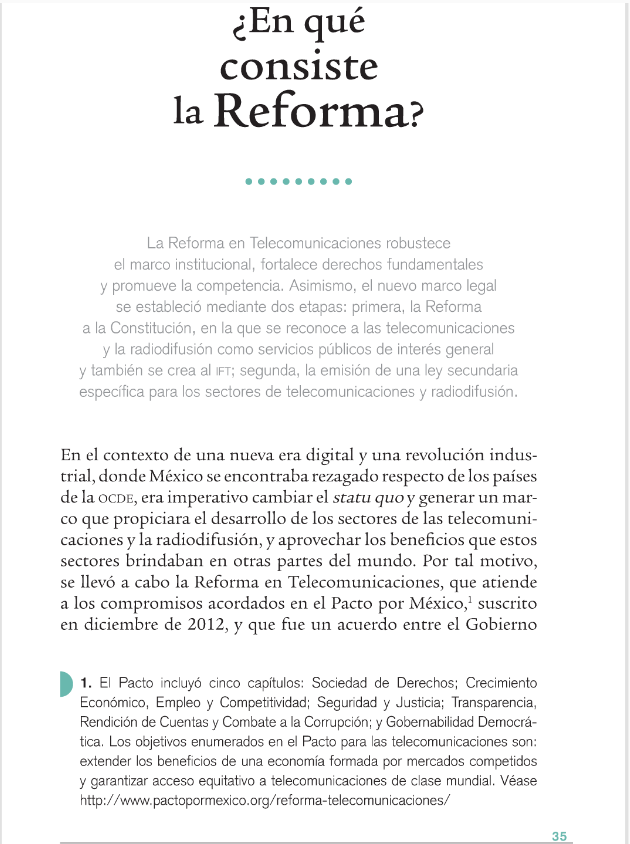 ¿En qué
consiste
la Reforma?
La Reforma en Telecomunicaciones robustece
el marco institucional, fortalece derechos fundamentales
y promueve la competencia. Asimismo, el nuevo marco legal
se estableció mediante dos etapas: primera, la Reforma
a la Constitución, en la que se reconoce a las telecomunicaciones
y la radiodifusión como servicios públicos de interés general
y también se crea al IFT; segunda, la emisión de una ley secundaria
específica para los sectores de telecomunicaciones y radiodifusión.
En el contexto de una nueva era digital y una revolución indus-
trial, donde México se encontraba rezagado respecto de los países
de la OCDE, era imperativo cambiar el statu quo y generar un mar-
co que propiciara el desarrollo de los sectores de las telecomuni-
caciones y la radiodifusión, y aprovechar los beneficios que estos
sectores brindaban en otras partes del mundo. Por tal motivo,
se llevó a cabo la Reforma en Telecomunicaciones, que atiende
a los compromisos acordados en el Pacto por México,¹ suscrito
en diciembre de 2012, y que fue un acuerdo entre el Gobierno
1. El Pacto incluyó cinco capítulos: Sociedad de Derechos; Crecimiento
Económico, Empleo y Competitividad; Seguridad y Justicia; Transparencia,
Rendición de Cuentas y Combate a la Corrupción; y Gobernabilidad Democrá-
tica. Los objetivos enumerados en el Pacto para las telecomunicaciones son:
extender los beneficios de una economía formada por mercados competidos
y garantizar acceso equitativo a telecomunicaciones de clase mundial. Véase
http://www.pactopormexico.org/reforma-telecomunicaciones/
35